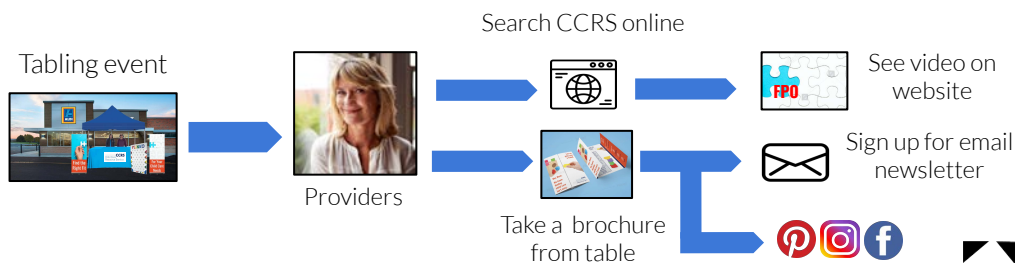 Search CCRS online
Tabling event
See video on
website
FPO
CCRS
Providers
Sign up for email
newsletter
Take a brochure
from table